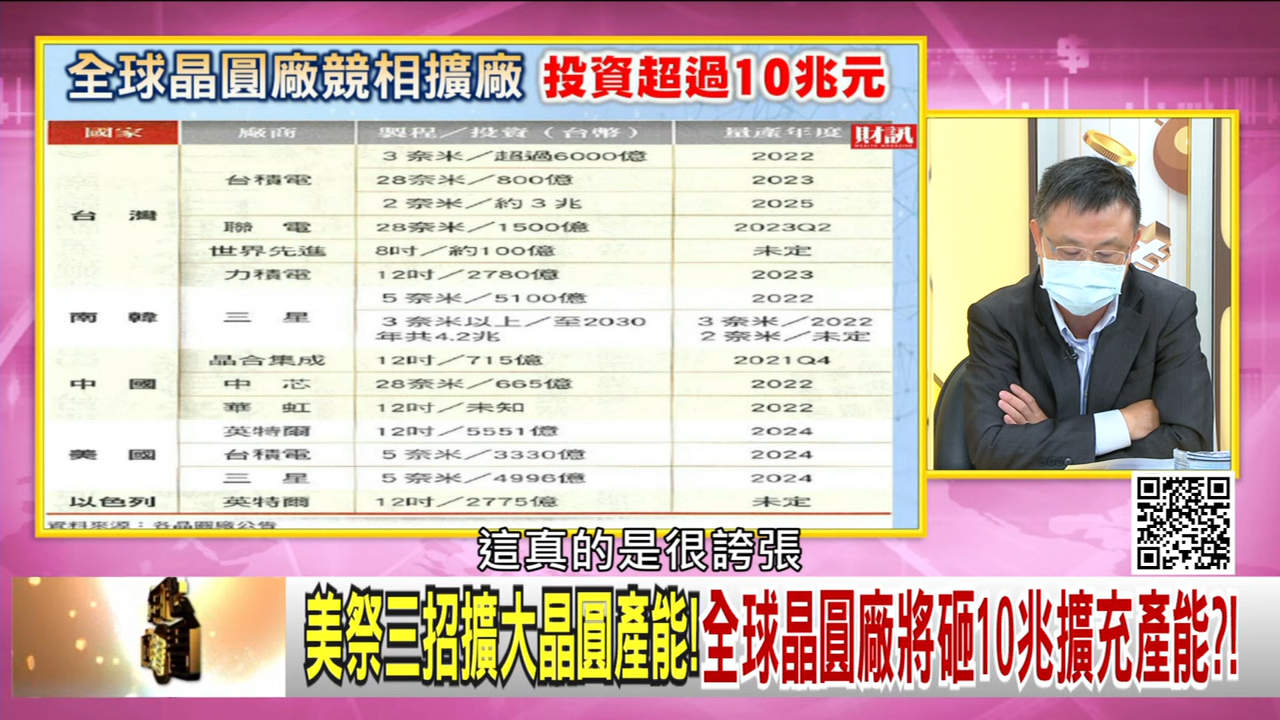 全球晶圓廠競相擴廠 投資超過10兆元
國家 廠商 製程／投資（台幣） 量產年度
財訊
3 奈米／超過6000億 2022
台積電 28奈米／800億 2023
2 奈米／約3兆 2025
台灣
聯電 28奈米／1500億 2023Q2
世界先進 8吋／約100億 未定
力積電 12吋／2780億 2023
5 奈米／5100億 2022
南韓 三星 3 奈米以上／至2030 3 奈米／2022
年共4.2兆 2 奈米／未定
晶合集成 12吋／715億 2021Q4
中國 中芯 28奈米／665億 2022
華虹 12吋／未知 2022
英特爾 12吋／5551億 2024
美國 台積電 5 奈米／3330億 2024
三星 5 奈米／4996億 2024
以色列 英特爾 12吋／2775億 未定
資料來源：各晶圓廠公告
這真的是很誇張
美祭三招擴大晶圓產能!全球晶圓廠將砸10兆擴充產能?!